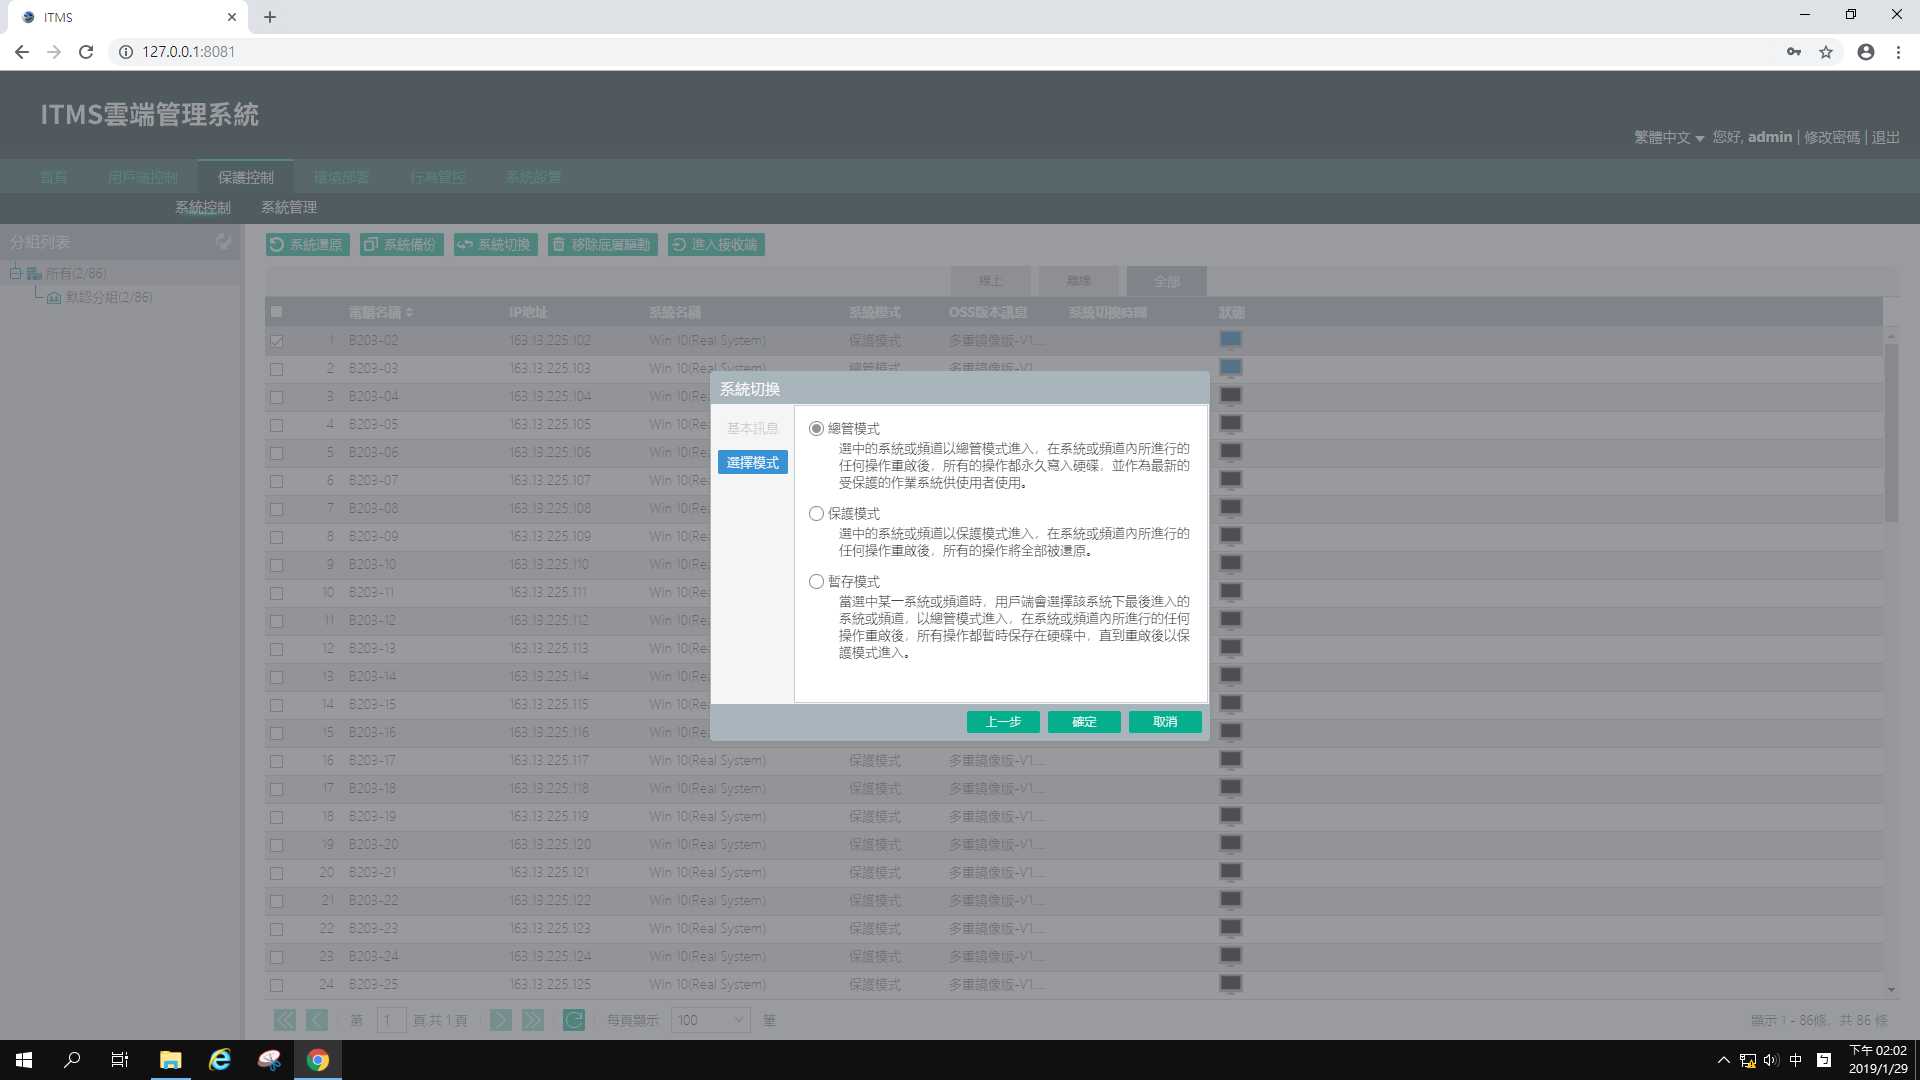 ITMS
127.0.0.1:8081
ITMS雲端管理系統
繁體中文 您好, admin | 修改密碼 | 退出
首頁 用戶端控制 保護控制 環境部署 行為管控 系統設置
系統控制 系統管理
分組列表
所有(2/86)
默認分組(2/86)
系統還原 系統備份 系統切換 移除底層驅動 進入接收端
線上 離線 全部
電腦名稱 IP地址 系統名稱 系統模式 OSS版本訊息 系統切換時間 狀態
1 B203-02 163.13.225.102 Win 10(Real System) 保護模式 多重鏡像版-V1....
2 B203-03 163.13.225.103 Win 10(Real System) 總管模式 多重鏡像版-V1....
3 B203-04 163.13.225.104 Win 10(Rea
4 B203-05 163.13.225.105 Win 10(Rea
5 B203-06 163.13.225.106 Win 10(Rea
6 B203-07 163.13.225.107 Win 10(Rea
7 B203-08 163.13.225.108 Win 10(Rea
8 B203-09 163.13.225.109 Win 10(Rea
9 B203-10 163.13.225.110 Win 10(Rea
10 B203-11 163.13.225.111 Win 10(Rea
11 B203-12 163.13.225.112 Win 10(Rea
12 B203-13 163.13.225.113 Win 10(Rea
13 B203-14 163.13.225.114 Win 10(Rea
14 B203-15 163.13.225.115 Win 10(Rea
15 B203-16 163.13.225.116 Win 10(Rea
16 B203-17 163.13.225.117 Win 10(Real System) 保護模式 多重鏡像版-V1....
17 B203-18 163.13.225.118 Win 10(Real System) 保護模式 多重鏡像版-V1....
18 B203-19 163.13.225.119 Win 10(Real System) 保護模式 多重鏡像版-V1....
19 B203-20 163.13.225.120 Win 10(Real System) 保護模式 多重鏡像版-V1....
20 B203-21 163.13.225.121 Win 10(Real System) 保護模式 多重鏡像版-V1....
21 B203-22 163.13.225.122 Win 10(Real System) 保護模式 多重鏡像版-V1....
22 B203-23 163.13.225.123 Win 10(Real System) 保護模式 多重鏡像版-V1....
23 B203-24 163.13.225.124 Win 10(Real System) 保護模式 多重鏡像版-V1....
24 B203-25 163.13.225.125 Win 10(Real System) 保護模式 多重鏡像版-V1....
系統切換
基本訊息
選擇模式
總管模式
選中的系統或頻道以總管模式進入, 在系統或頻道內所進行的
任何操作重啟後, 所有的操作都永久寫入硬碟, 並作為最新的
受保護的作業系統供使用者使用。
保護模式
選中的系統或頻道以保護模式進入, 在系統或頻道內所進行的
任何操作重啟後, 所有的操作將全部被還原。
暫存模式
當選中某一系統或頻道時, 用戶端會選擇該系統下最後進入的
系統或頻道, 以總管模式進入, 在系統或頻道內所進行的任何
操作重啟後, 所有操作都暫時保存在硬碟中, 直到重啟後以保
護模式進入。
上一步 確定 取消
第 1 頁,共 1 頁 每頁顯示 100 筆
顯示 1 - 86條, 共 86 條
中
下午 02:02
2019/1/29